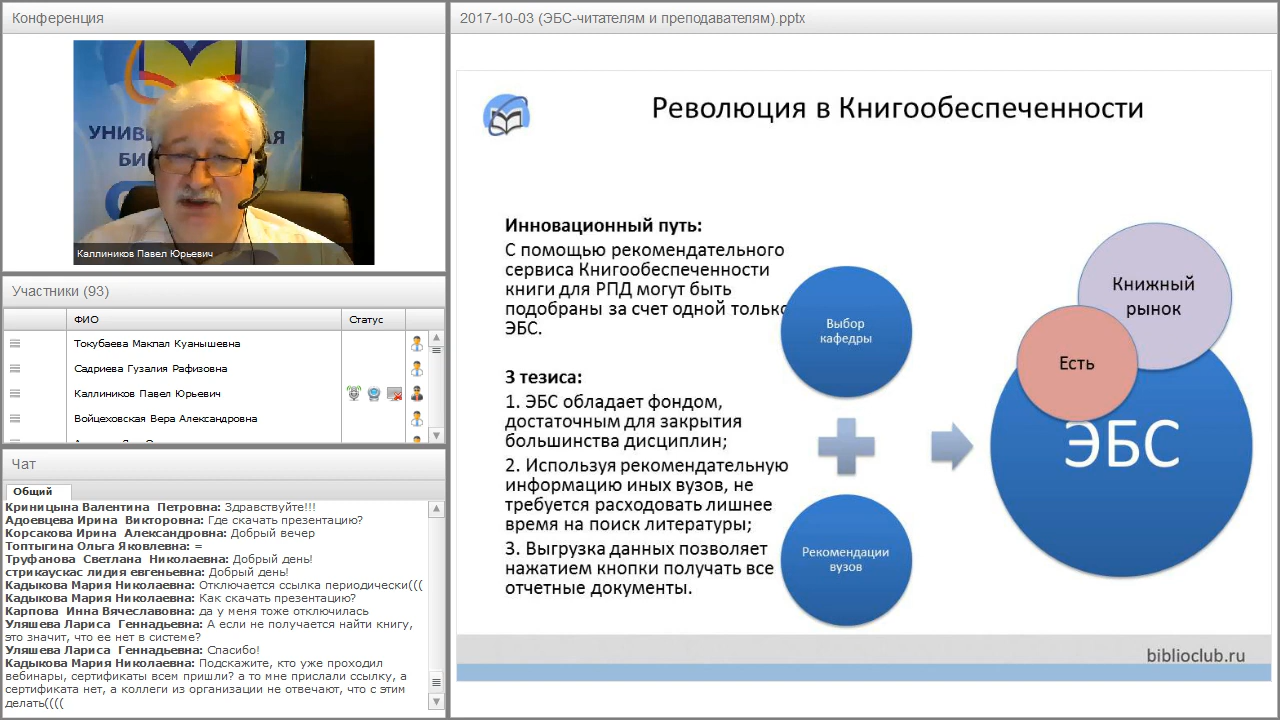 Конференция
УНИВ
АЯ
БИ
Каллиников Павел Юрьевич
Участники (93)
ФИО
Статус
Токубаева Макпал Куанышевна
Садриева Гузалия Рафизовна
Каллиников Павел Юрьевич
Войцеховская Вера Александровна
Чат
Общий
Криницына Валентина Петровна: Здравствуйте!!!
Адоевцева Ирина Викторовна: Где скачать презентацию?
Корсакова Ирина Александровна: Добрый вечер
Топтыгина Ольга Яковлевна: =
Труфанова Светлана Николаевна: Добрый день!
стрикаускас лидия евгеньевна: Добрый день!
Кадыкова Мария Николаевна: Отключается ссылка периодически(((
Кадыкова Мария Николаевна: Как скачать презентацию?
Карпова Инна Вячеславовна: да у меня тоже отключилась
Уляшева Лариса Геннадьевна: А если не получается найти книгу,
это значит, что ее нет в системе?
Уляшева Лариса Геннадьевна: Спасибо!
Кадыкова Мария Николаевна: Подскажите, кто уже проходил
вебинары, сертификаты всем пришли? а то мне прислали ссылку, а
сертификата нет, а коллеги в организации не отвечают, что с этим
делать((((
2017-10-03 (ЭБС-читателям и преподавателям).pptx
Революция в Книгообеспеченности
Инновационный путь:
С помощью рекомендательного
сервиса Книгообеспеченности
книги для РПД могут быть
подобраны за счет одной только
ЭБС.
3 тезиса:
1. ЭБС обладает фондом,
достаточным для закрытия
большинства дисциплин;
2. Используя рекомендательную
информацию иных вузов, не
требуется расходовать лишнее
время на поиск литературы;
3. Выгрузка данных позволяет
нажатием кнопки получать все
отчетные документы.
Выбор
кафедры
Рекомендации
вузов
Книжный
рынок
Есть
ЭБС
biblioclub.ru